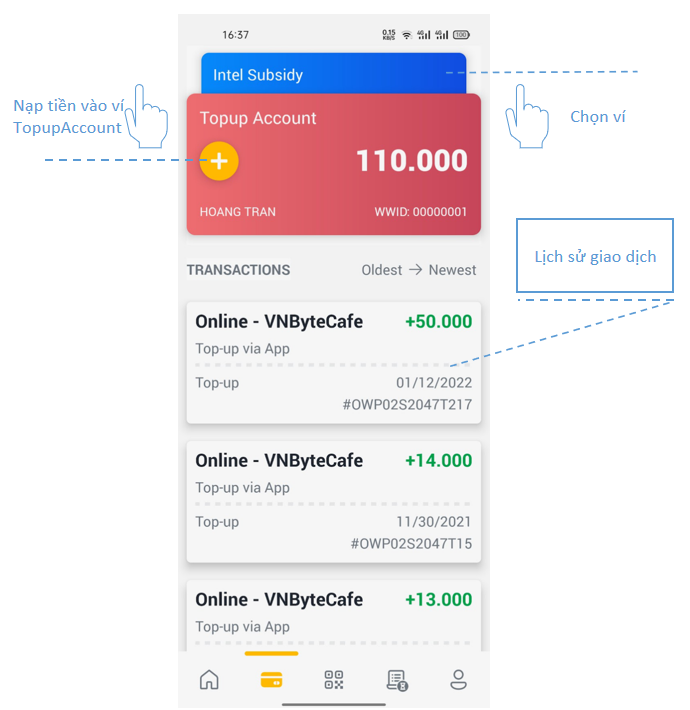 16:37
0.15 KB/S 4G 4G 100
Intel Subsidy
Nạp tiền vào ví
TopupAccount
Chọn ví
Topup Account
110.000
HOANG TRAN WWID: 00000001
Lịch sử giao dịch
TRANSACTIONS Oldest → Newest
Online - VNByteCafe +50.000
Top-up via App
Top-up 01/12/2022
#OWP02S2047T217
Online - VNByteCafe +14.000
Top-up via App
Top-up 11/30/2021
#OWP02S2047T15
Online - VNByteCafe +13.000
Top-up via App